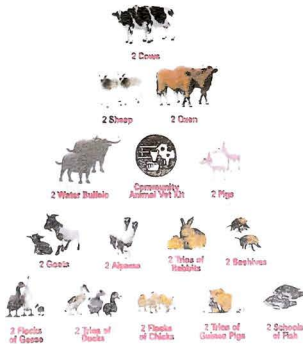 2 Cows
2 Sheep
2 Oxen
2 Water Buffalo
Community
Animal Vet Kit
2 Pigs
2 Goats
2 Alpacas
2 Trios of
Rabbits
2 Beehives
2 Flocks
of Geese
2 Trios of
Ducks
2 Flocks
of Chicks
2 Trios of
Guinea Pigs
2 Schools
of Fish